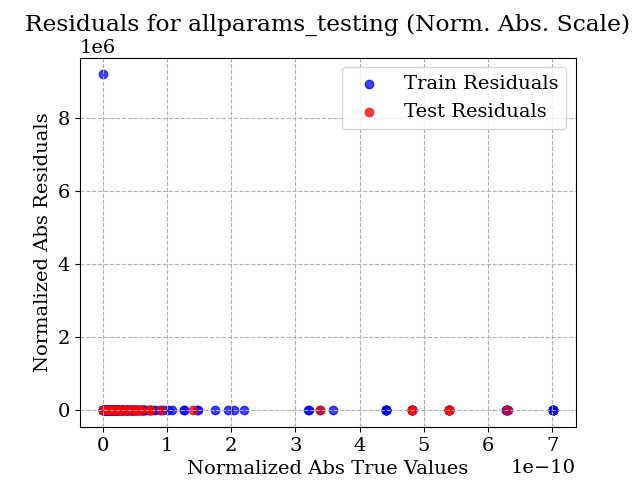 Residuals for allparams_testing (Norm. Abs. Scale)
1e6
Train Residuals
Test Residuals
Normalized Abs Residuals
8
6
4
2
0
0 1 2 3 4 5 6 7
Normalized Abs True Values
1e−10